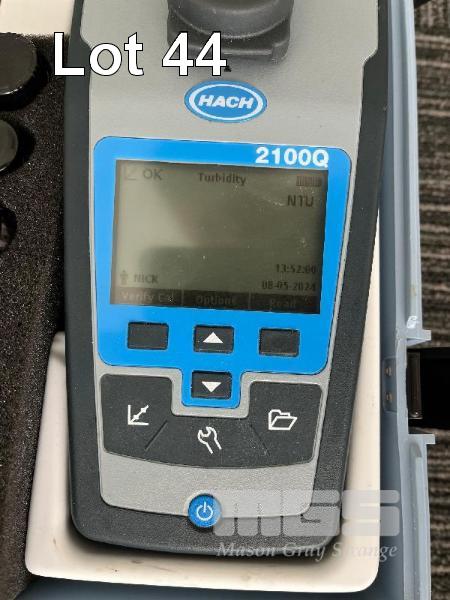 Lot 44
HACH
2100Q
OK Turbidity
NTU
13:52:00
NICK 08-05-2024
Verify Cal Options Read
MGS
Mason Gray Strange